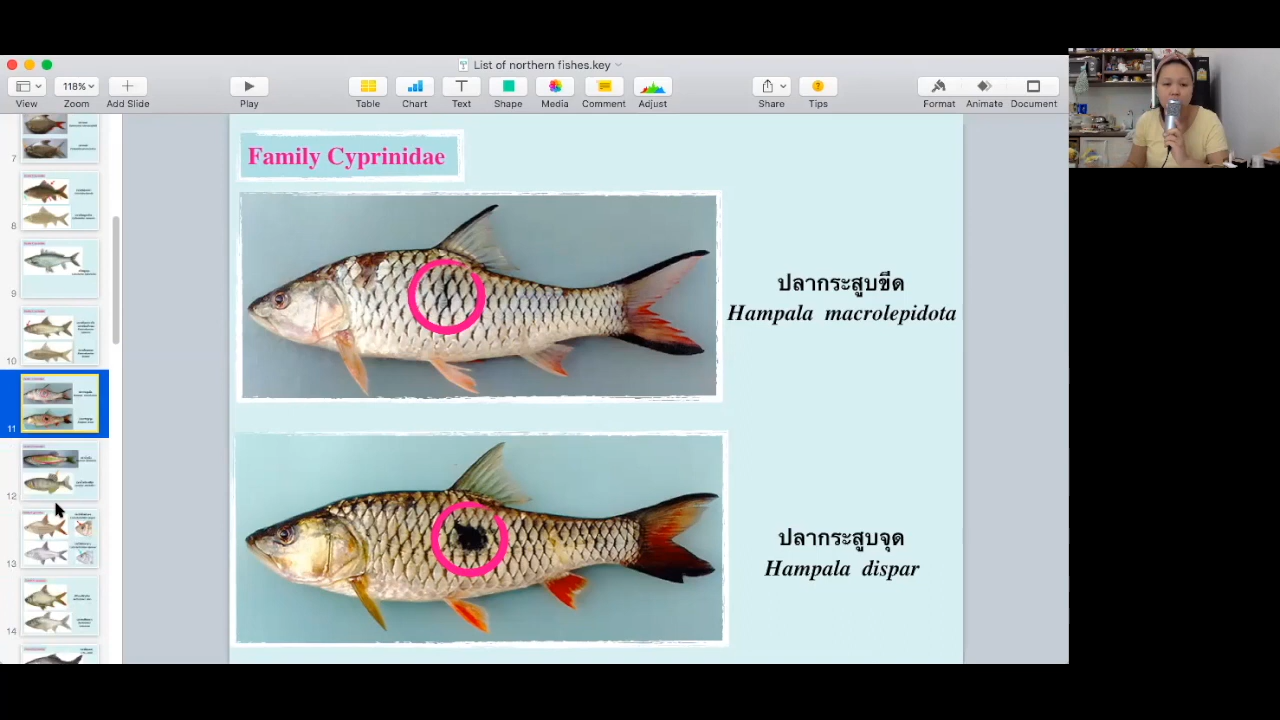 List of northern fishes.key
118%
View
Zoom
Add Slide
Play
Table
Chart
Text
Shape
Media
Comment
Adjust
Share
Tips
Format
Animate
Document
7
8
9
10
11
12
13
14
Family Cyprinidae
ปลากระสูบขีด
Hampala macrolepidota
ปลากระสูบจุด
Hampala dispar